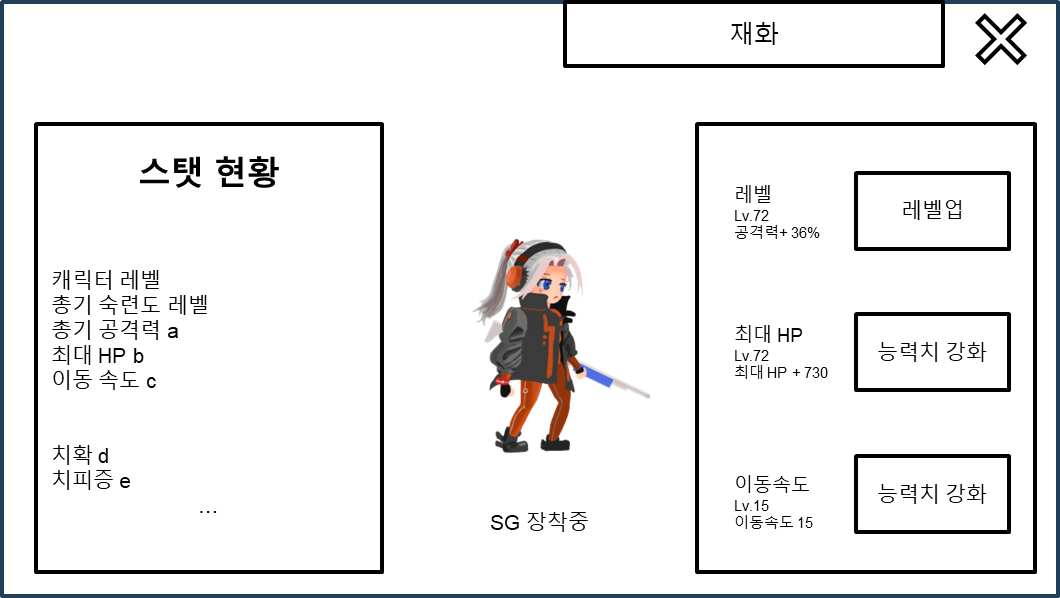 재화
스탯 현황
캐릭터 레벨
총기 숙련도 레벨
총기 공격력 a
최대 HP b
이동 속도 c
치확 d
치피증 e
...
SG 장착중
레벨
Lv.72
공격력+ 36%
레벨업
최대 HP
Lv.72
최대 HP + 730
능력치 강화
이동속도
Lv.15
이동속도 15
능력치 강화